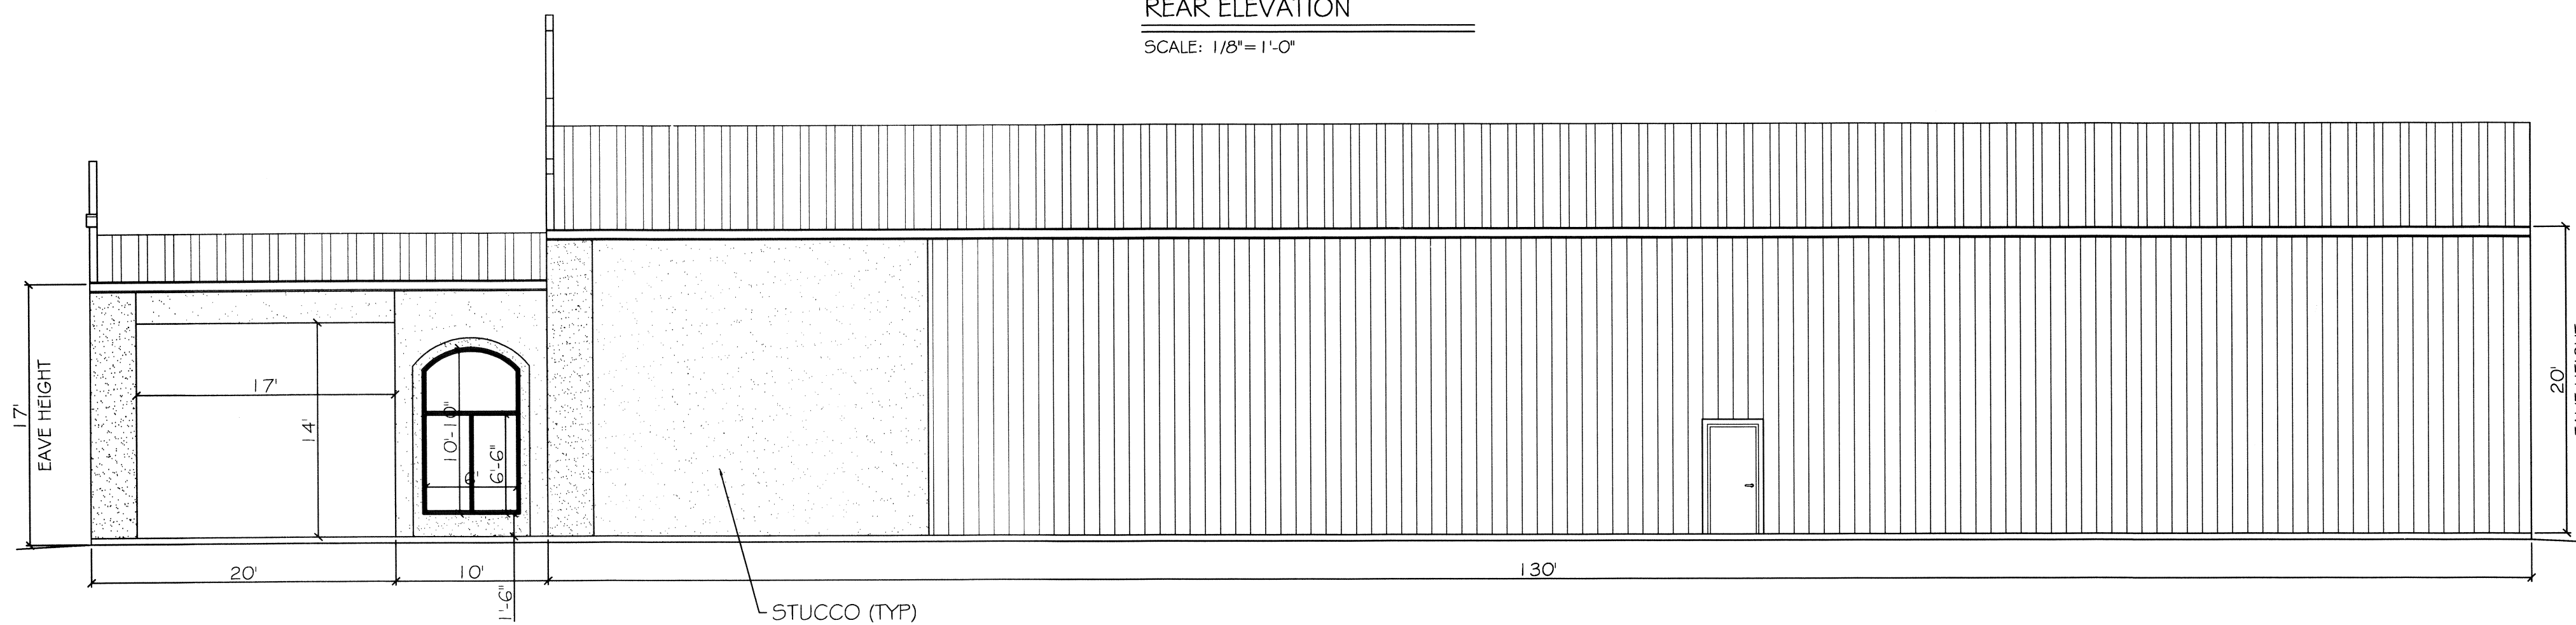 REAR ELEVATION
SCALE: 1/8"=1'-0"
17'
EAVE HEIGHT
17'
14'
10'-10"
6'
6'-6"
20'
20'
10'
130'
1'-6"
STUCCO (TYP)